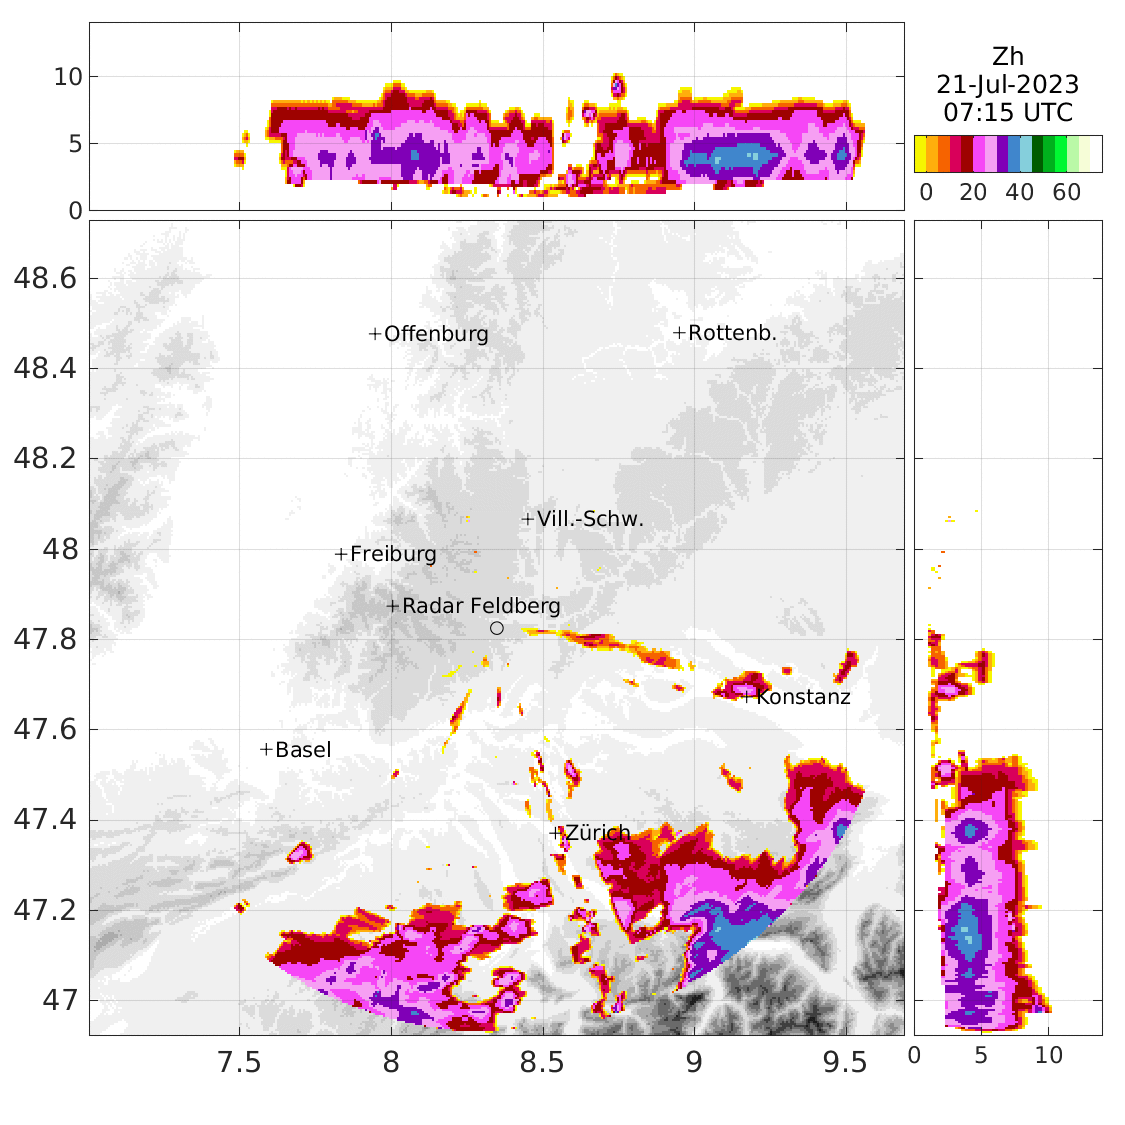 10
5
0
Zh
21-Jul-2023
07:15 UTC
0 20 40 60
48.6
48.4
48.2
48
47.8
47.6
47.4
47.2
47
Offenburg
Rottenb.
Vill.-Schw.
Freiburg
Radar Feldberg
Konstanz
Basel
Zürich
7.5 8 8.5 9 9.5
0 5 10